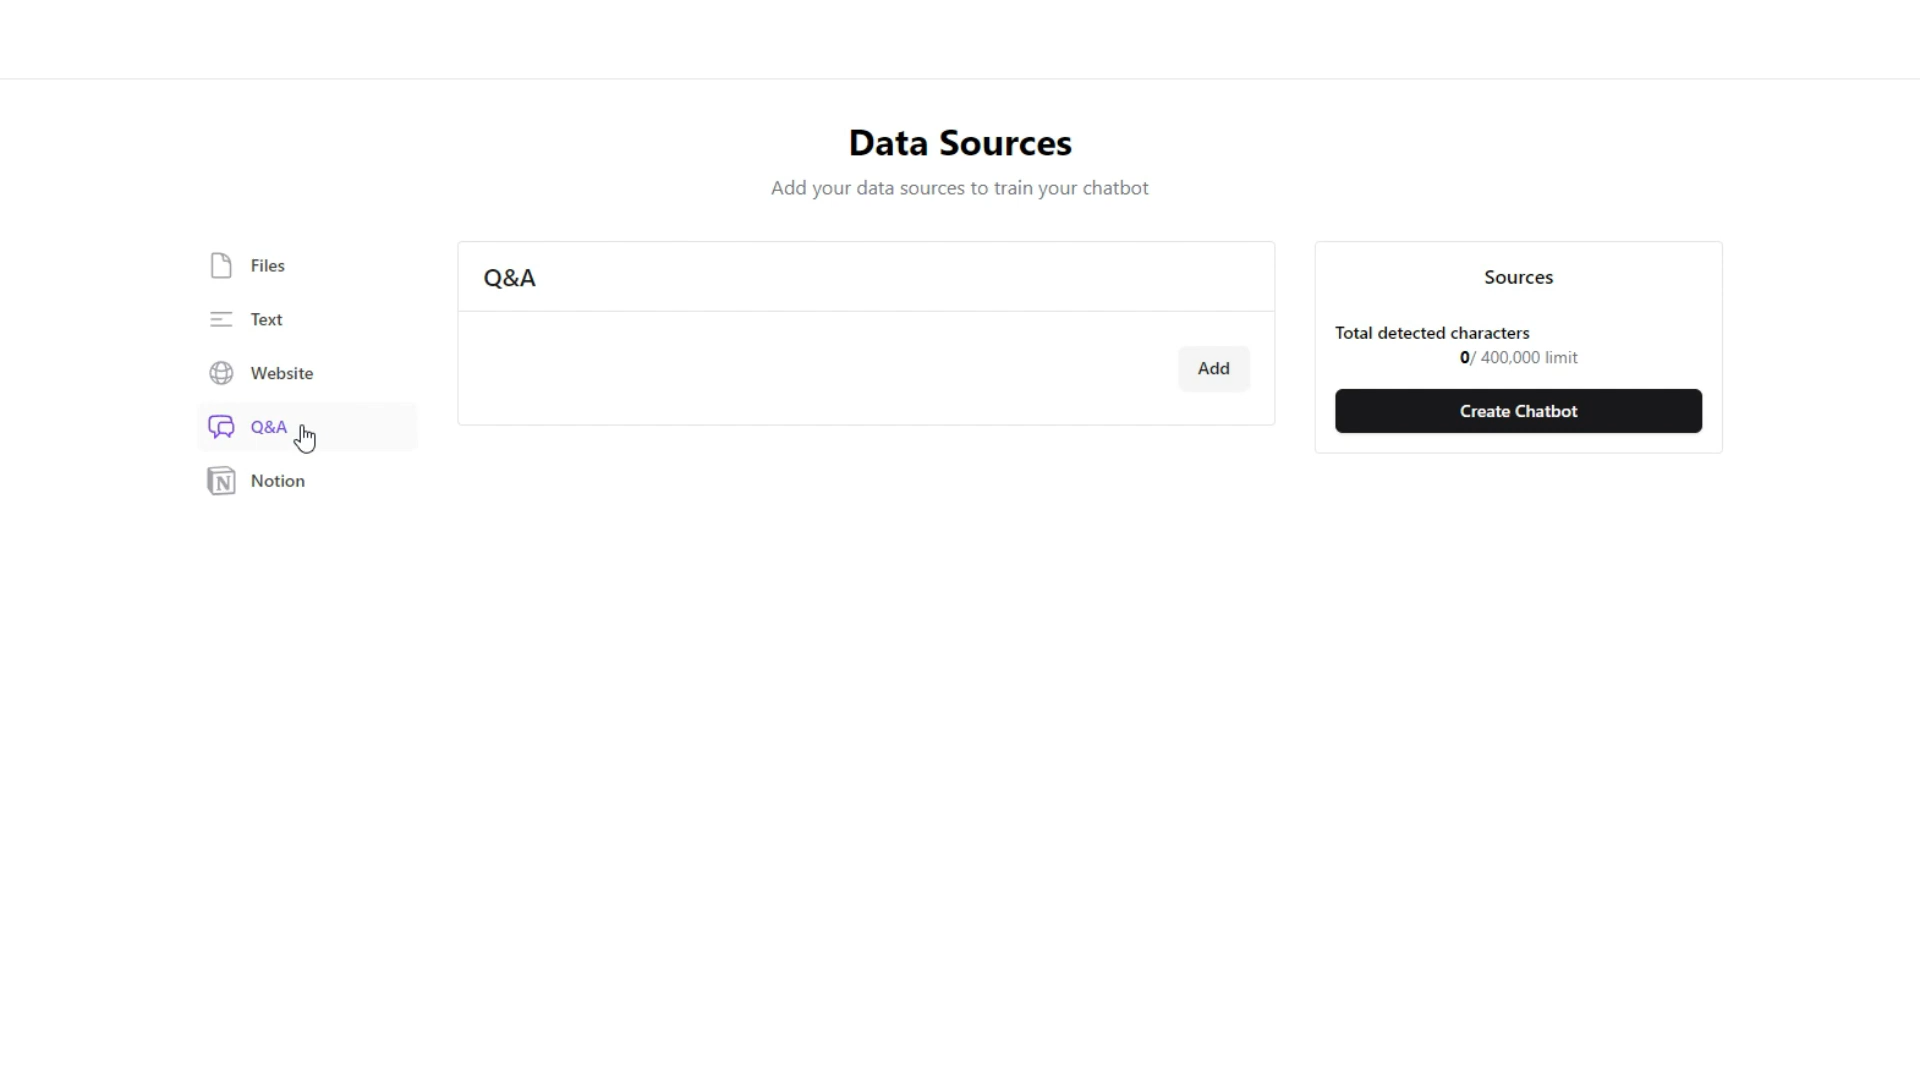 Data Sources
Add your data sources to train your chatbot
Files
Text
Website
Q&A
Notion
Q&A
Add
Sources
Total detected characters
0/ 400,000 limit
Create Chatbot